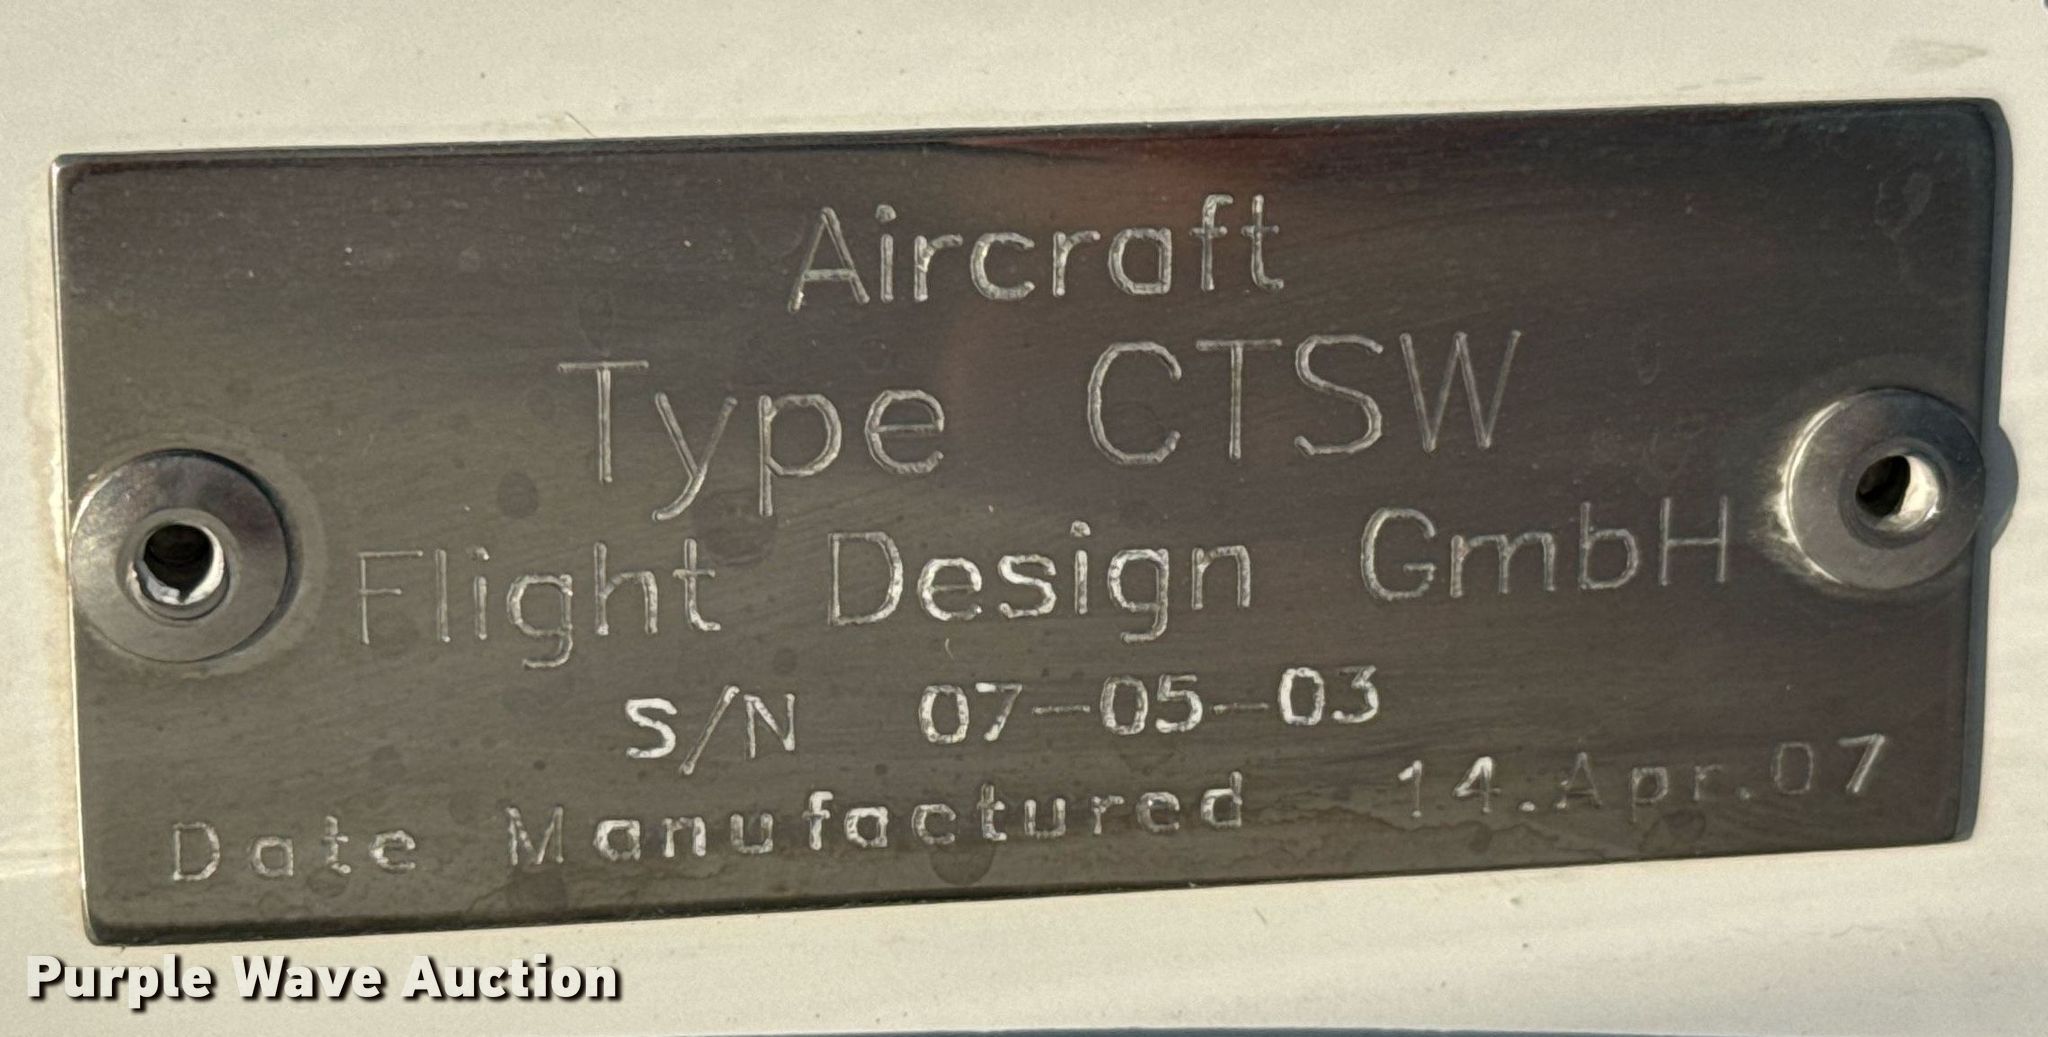 Aircraft
Type CTSW
Flight Design GmbH
S/N 07-05-03
Date Manufactured 14.Apr.07
Purple Wave Auction